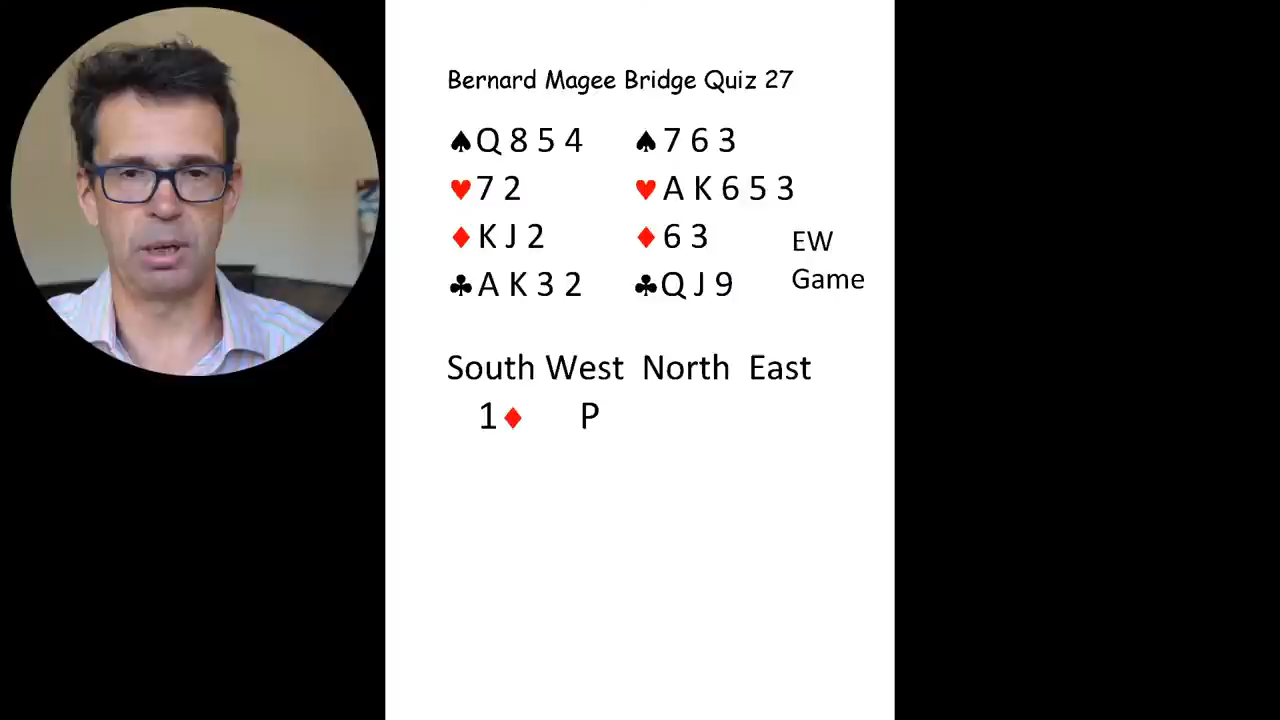 Bernard Magee Bridge Quiz 27
♠Q 8 5 4 ♠7 6 3
♥7 2 ♥A K 6 5 3
♦K J 2 ♦6 3 EW
♣A K 3 2 ♣Q J 9 Game
South West North East
1♦ P